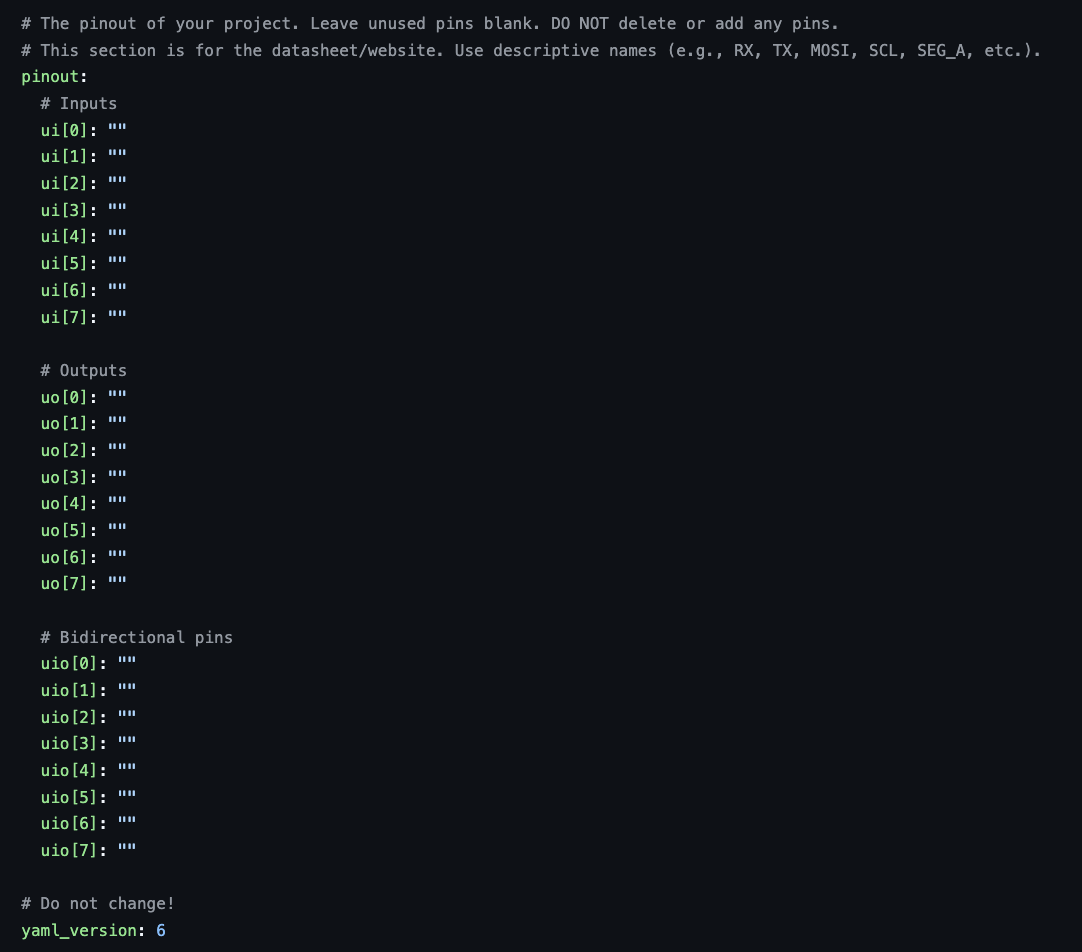 # The pinout of your project. Leave unused pins blank. DO NOT delete or add any pins.
# This section is for the datasheet/website. Use descriptive names (e.g., RX, TX, MOSI, SCL, SEG_A, etc.).
pinout:
  # Inputs
  ui[0]: ""
  ui[1]: ""
  ui[2]: ""
  ui[3]: ""
  ui[4]: ""
  ui[5]: ""
  ui[6]: ""
  ui[7]: ""

  # Outputs
  uo[0]: ""
  uo[1]: ""
  uo[2]: ""
  uo[3]: ""
  uo[4]: ""
  uo[5]: ""
  uo[6]: ""
  uo[7]: ""

  # Bidirectional pins
  uio[0]: ""
  uio[1]: ""
  uio[2]: ""
  uio[3]: ""
  uio[4]: ""
  uio[5]: ""
  uio[6]: ""
  uio[7]: ""

# Do not change!
yaml_version: 6